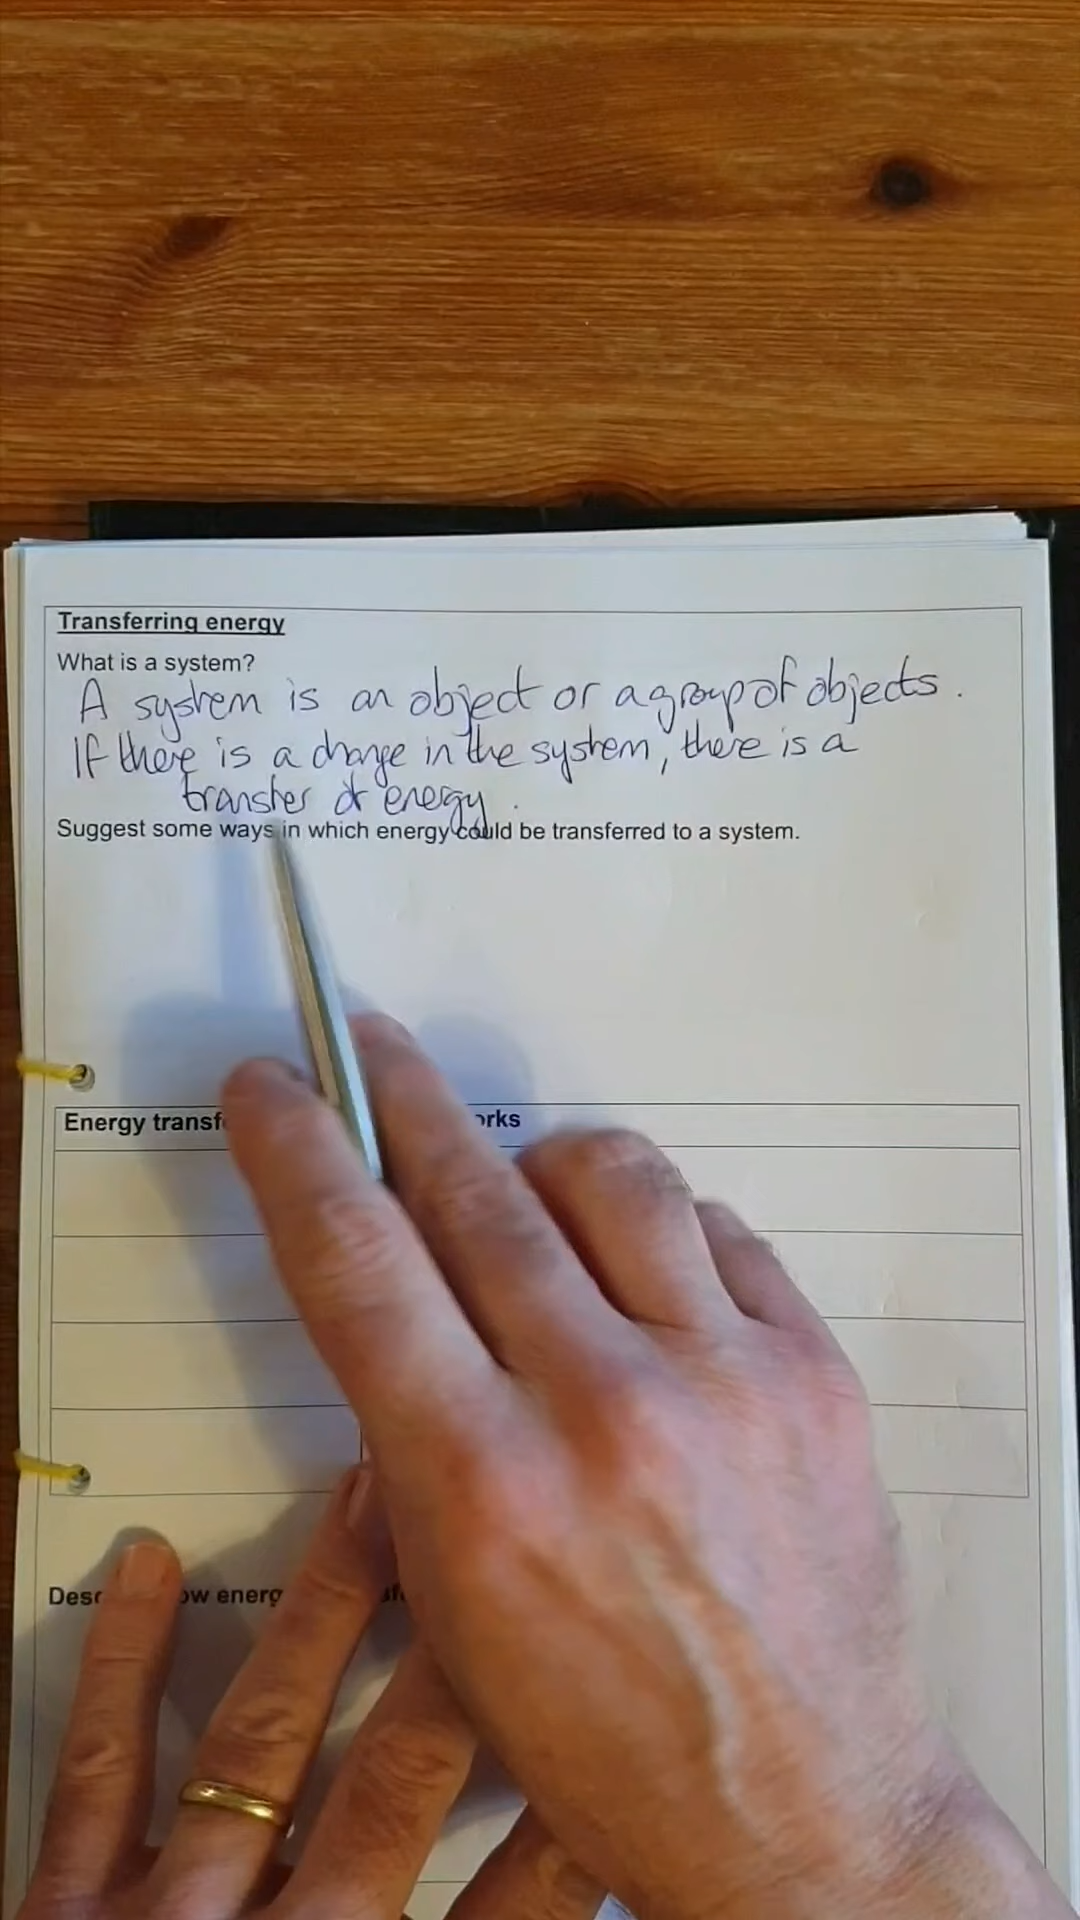 Transferring energy
What is a system?
A system is an object or a group of objects.
If there is a change in the system, there is a
transfer of energy.
Suggest some ways in which energy could be transferred to a system.
Energy orks
Desc ow energ